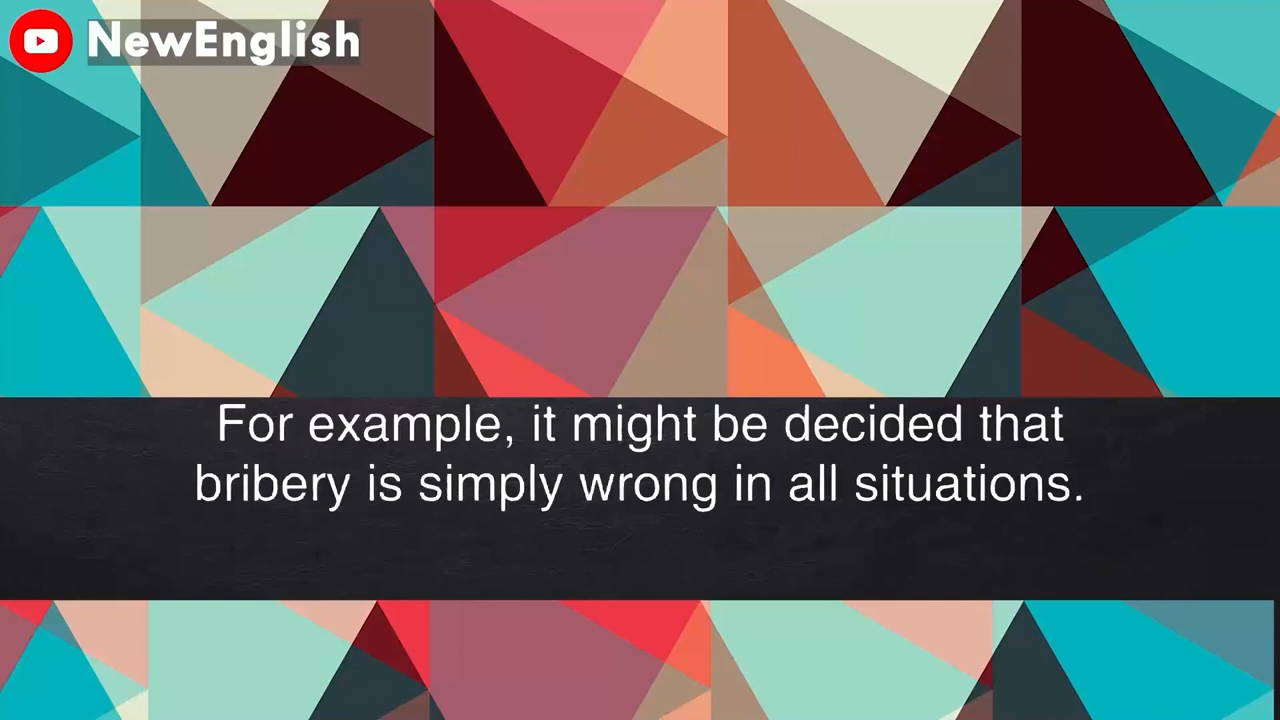 NewEnglish
For example, it might be decided that
bribery is simply wrong in all situations.